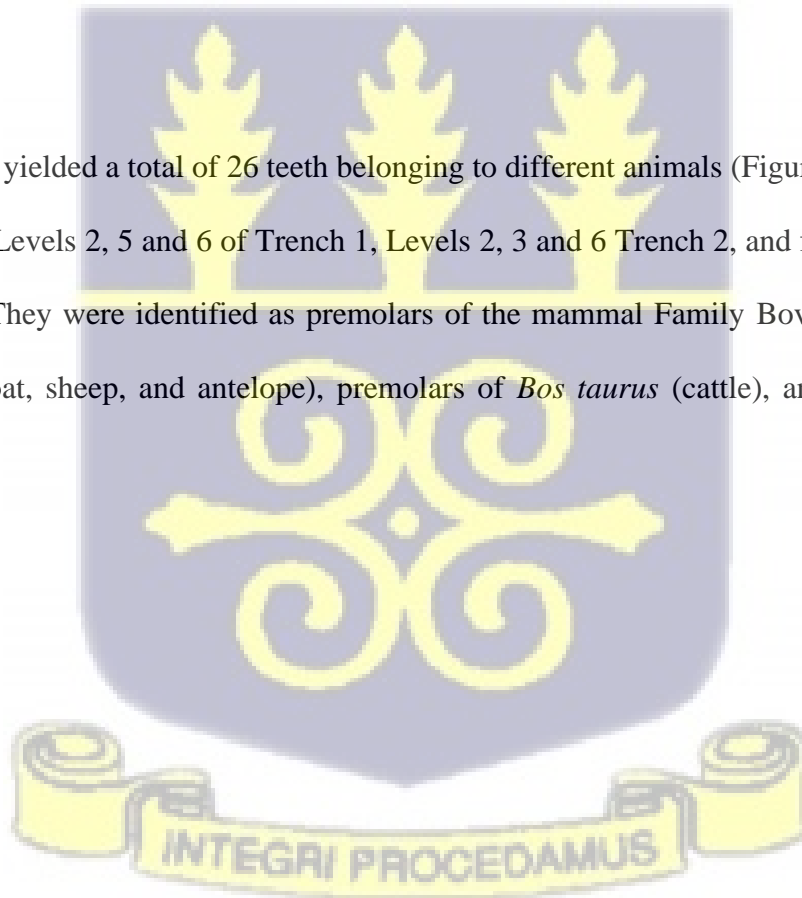 yielded a total of 26 teeth belonging to different animals (Figur
Levels 2, 5 and 6 of Trench 1, Levels 2, 3 and 6 Trench 2, and
They were identified as premolars of the mammal Family Bov
oat, sheep, and antelope), premolars of Bos taurus (cattle), an
INTEGRI PROCEDAMUS